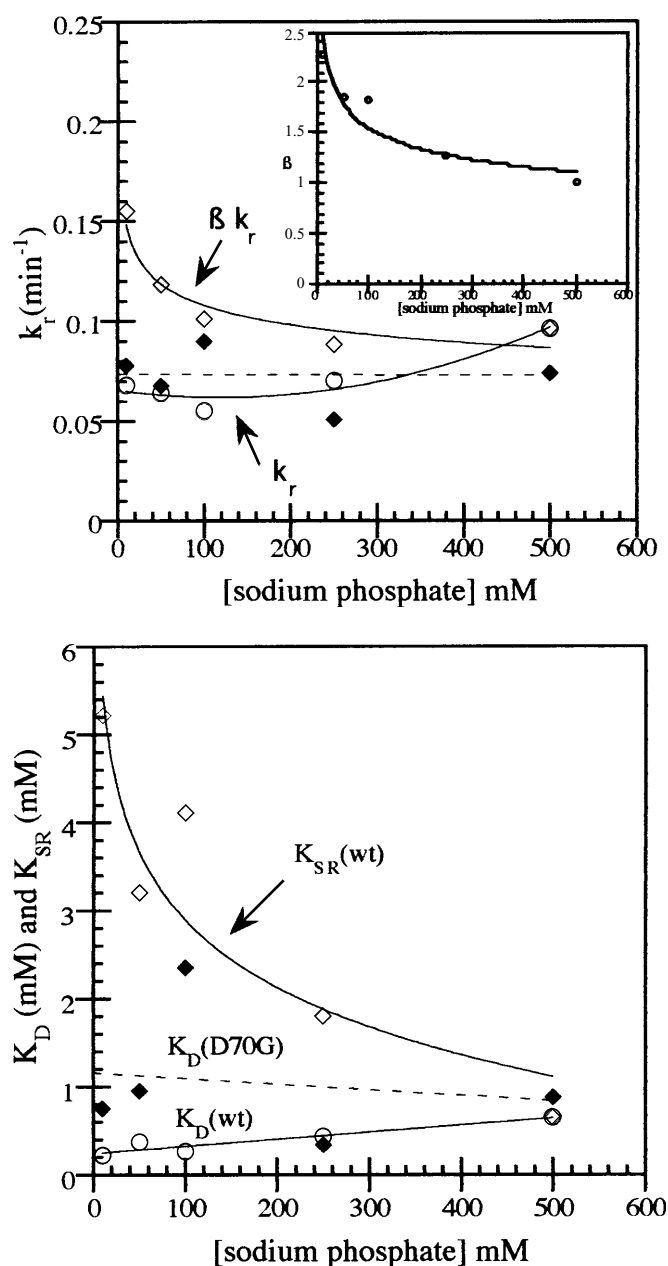 0.25
0.2
0.15
0.1
0.05
0
k_r (min⁻¹)
ß k_r
k_r
0 100 200 300 400 500 600
[sodium phosphate] mM
2.5
2
1.5
1
0.5
0
ß
0 100 200 300 400 500 600
[sodium phosphate] mM
6
5
4
3
2
1
0
K_D (mM) and K_SR (mM)
K_SR(wt)
K_D(D70G)
K_D(wt)
0 100 200 300 400 500 600
[sodium phosphate] mM